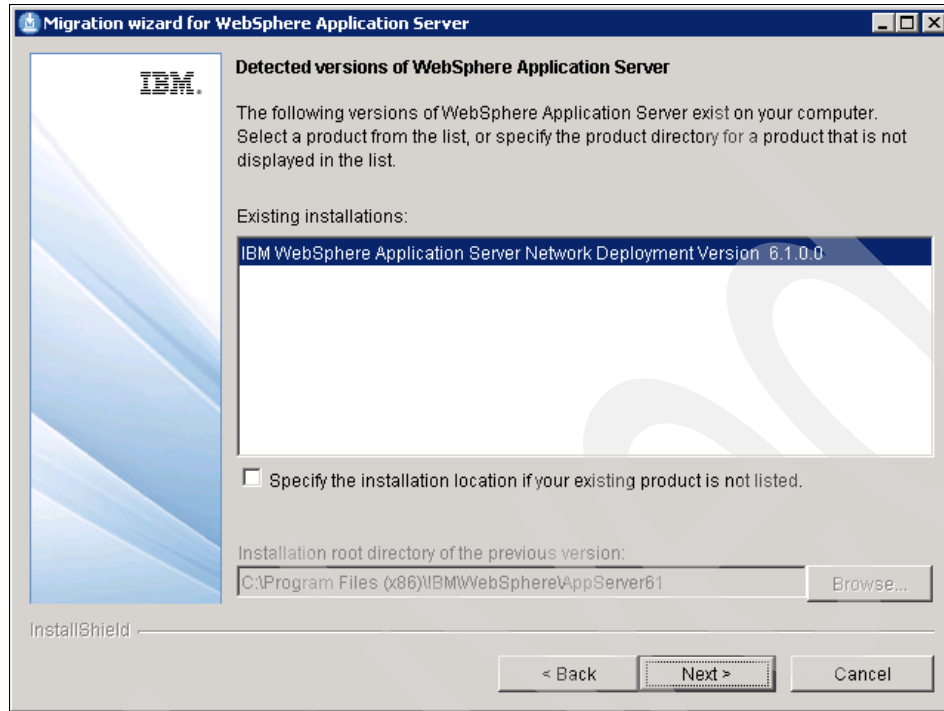 Migration wizard for WebSphere Application Server
IBM.
Detected versions of WebSphere Application Server
The following versions of WebSphere Application Server exist on your computer.
Select a product from the list, or specify the product directory for a product that is not
displayed in the list.
Existing installations:
IBM WebSphere Application Server Network Deployment Version 6.1.0.0
Specify the installation location if your existing product is not listed.
Installation root directory of the previous version:
C:\Program Files (x86)\IBM\WebSphere\AppServer61
Browse...
InstallShield
< Back
Next >
Cancel